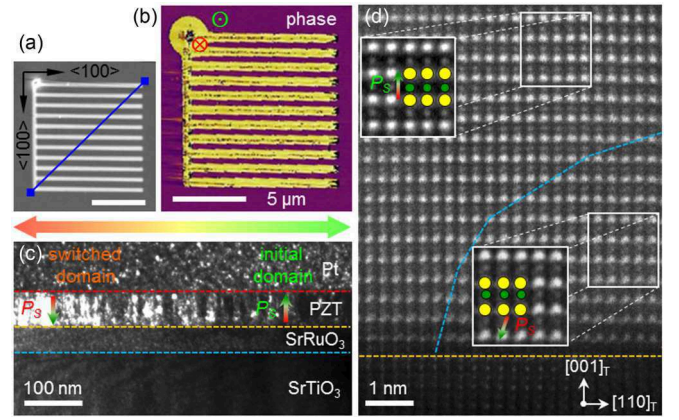 (a)
<100>
<100>
(b)
phase
5 µm
(c)
switched
domain
initial
domain
Pt
PS
PS
PZT
SrRuO3
SrTiO3
100 nm
(d)
PS
PS
1 nm
[001]T
[110]T